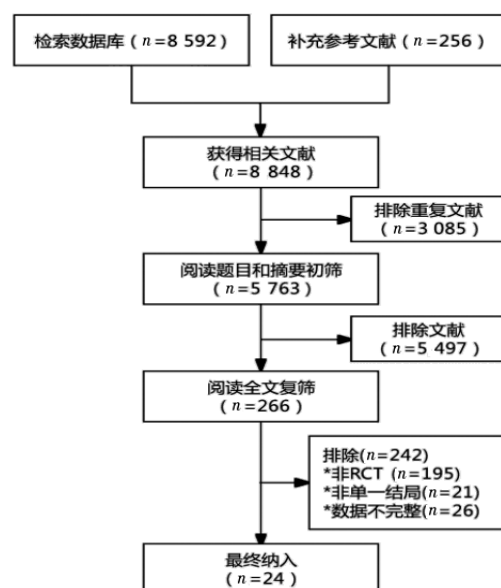 检索数据库（n=8 592）
补充参考文献（n=256）
获得相关文献
（n=8 848）
排除重复文献
（n=3 085）
阅读题目和摘要初筛
（n=5 763）
排除文献
（n=5 497）
阅读全文复筛
（n=266）
排除(n=242)
*非RCT（n=195)
*非单一结局(n=21)
*数据不完整(n=26)
最终纳入
（n=24）